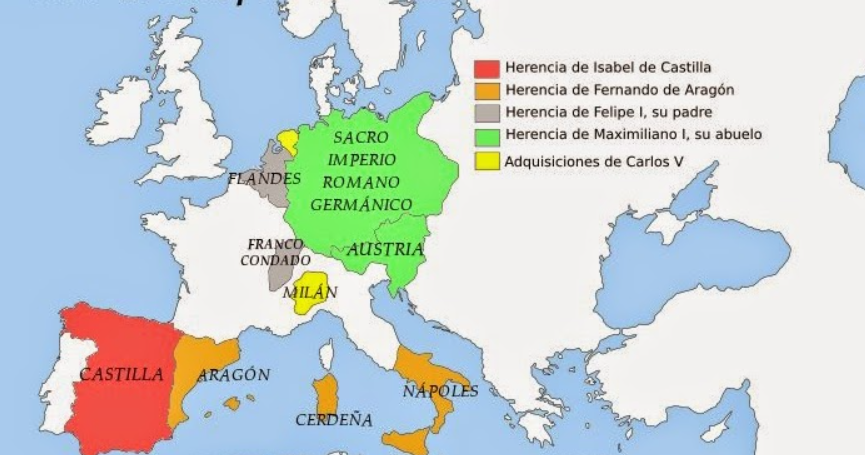 Herencia de Isabel de Castilla
Herencia de Fernando de Aragón
Herencia de Felipe I, su padre
Herencia de Maximiliano I, su abuelo
Adquisiciones de Carlos V
SACRO
IMPERIO
ROMANO
GERMÁNICO
FLANDES
AUSTRIA
FRANCO
CONDADO
MILÁN
CASTILLA
ARAGÓN
NÁPOLES
CERDEÑA